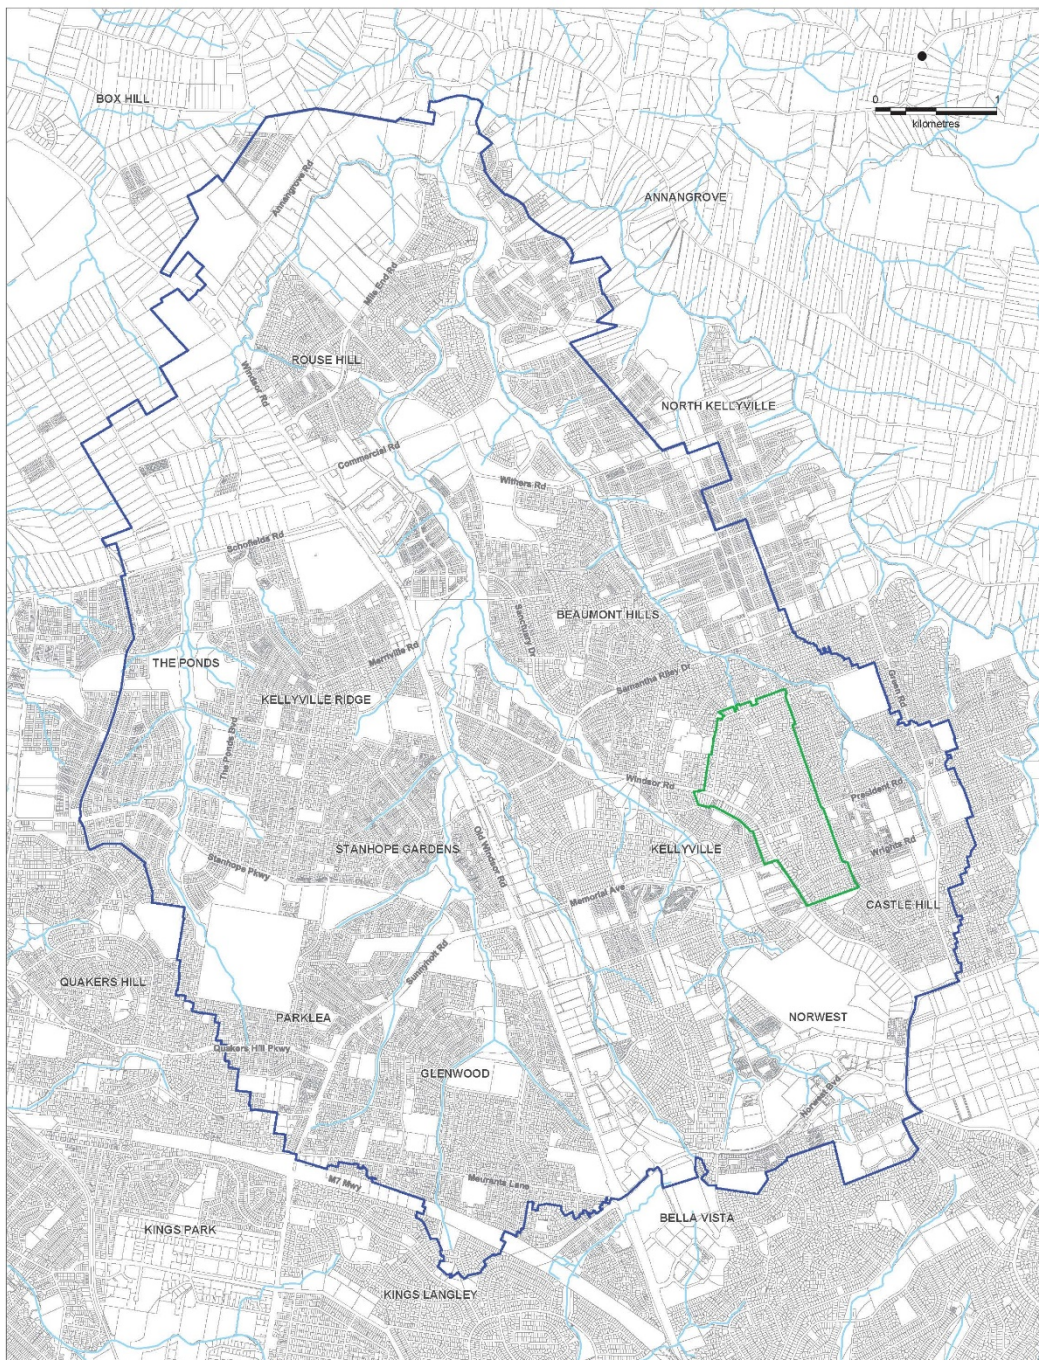 0 1
kilometres
BOX HILL
ANNANGROVE
Annangrove Rd
Mile End Rd
ROUSE HILL
Windsor Rd
NORTH KELLYVILLE
Commercial Rd
Withers Rd
Schofields Rd
BEAUMONT HILLS
Sanctuary Dr
Merriville Rd
THE PONDS
KELLYVILLE RIDGE
Samantha Riley Dr
Green Rd
The Ponds Blvd
Windsor Rd
President Rd
Old Windsor Rd
STANHOPE GARDENS
KELLYVILLE
Wrights Rd
Stanhope Pkwy
Memorial Ave
CASTLE HILL
Sunnyholt Rd
QUAKERS HILL
PARKLEA
NORWEST
Quakers Hill Pkwy
GLENWOOD
Norwest Blvd
Meurants Lane
M7 Mwy
BELLA VISTA
KINGS PARK
KINGS LANGLEY